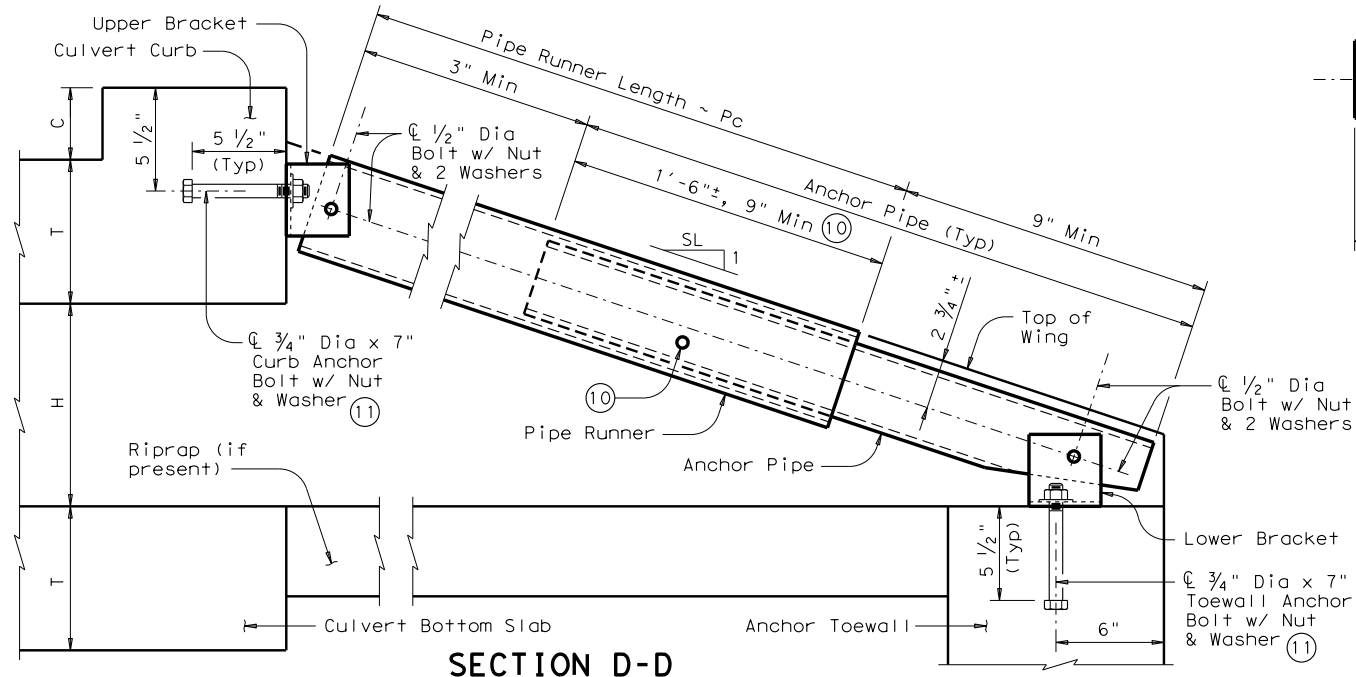 Upper Bracket
Culvert Curb
Pipe Runner Length ~ Pc
3" Min
C
5 ½"
5 ½"
(Typ)
℄ ½" Dia
Bolt w/ Nut
& 2 Washers
1'-6"±, 9" Min 10
Anchor Pipe (Typ)
9" Min
SL
1
2 ¾" ±
Top of
Wing
T
℄ ¾" Dia x 7"
Curb Anchor
Bolt w/ Nut
& Washer 11
10
℄ ½" Dia
Bolt w/ Nut
& 2 Washers
H
Pipe Runner
Anchor Pipe
Riprap (if
present)
T
5 ½"
(Typ)
Lower Bracket
℄ ¾" Dia x 7"
Toewall Anchor
Bolt w/ Nut
& Washer 11
Culvert Bottom Slab
Anchor Toewall
6"
SECTION D-D